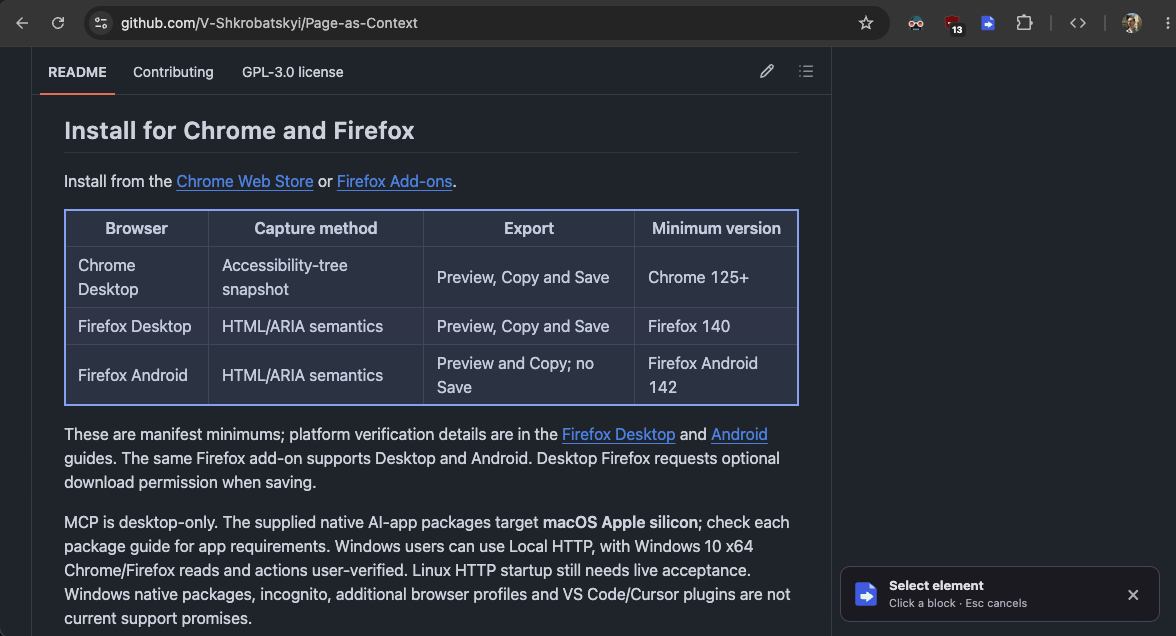 github.com/V-Shkrobatskyi/Page-as-Context
13
README Contributing GPL-3.0 license
Install for Chrome and Firefox
Install from the Chrome Web Store or Firefox Add-ons.
Browser Capture method Export Minimum version
Chrome Desktop Accessibility-tree snapshot Preview, Copy and Save Chrome 125+
Firefox Desktop HTML/ARIA semantics Preview, Copy and Save Firefox 140
Firefox Android HTML/ARIA semantics Preview and Copy; no Save Firefox Android 142
These are manifest minimums; platform verification details are in the Firefox Desktop and Android
guides. The same Firefox add-on supports Desktop and Android. Desktop Firefox requests optional
download permission when saving.
MCP is desktop-only. The supplied native AI-app packages target macOS Apple silicon; check each
package guide for app requirements. Windows users can use Local HTTP, with Windows 10 x64
Chrome/Firefox reads and actions user-verified. Linux HTTP startup still needs live acceptance.
Windows native packages, incognito, additional browser profiles and VS Code/Cursor plugins are not
current support promises.
Select element
Click a block · Esc cancels